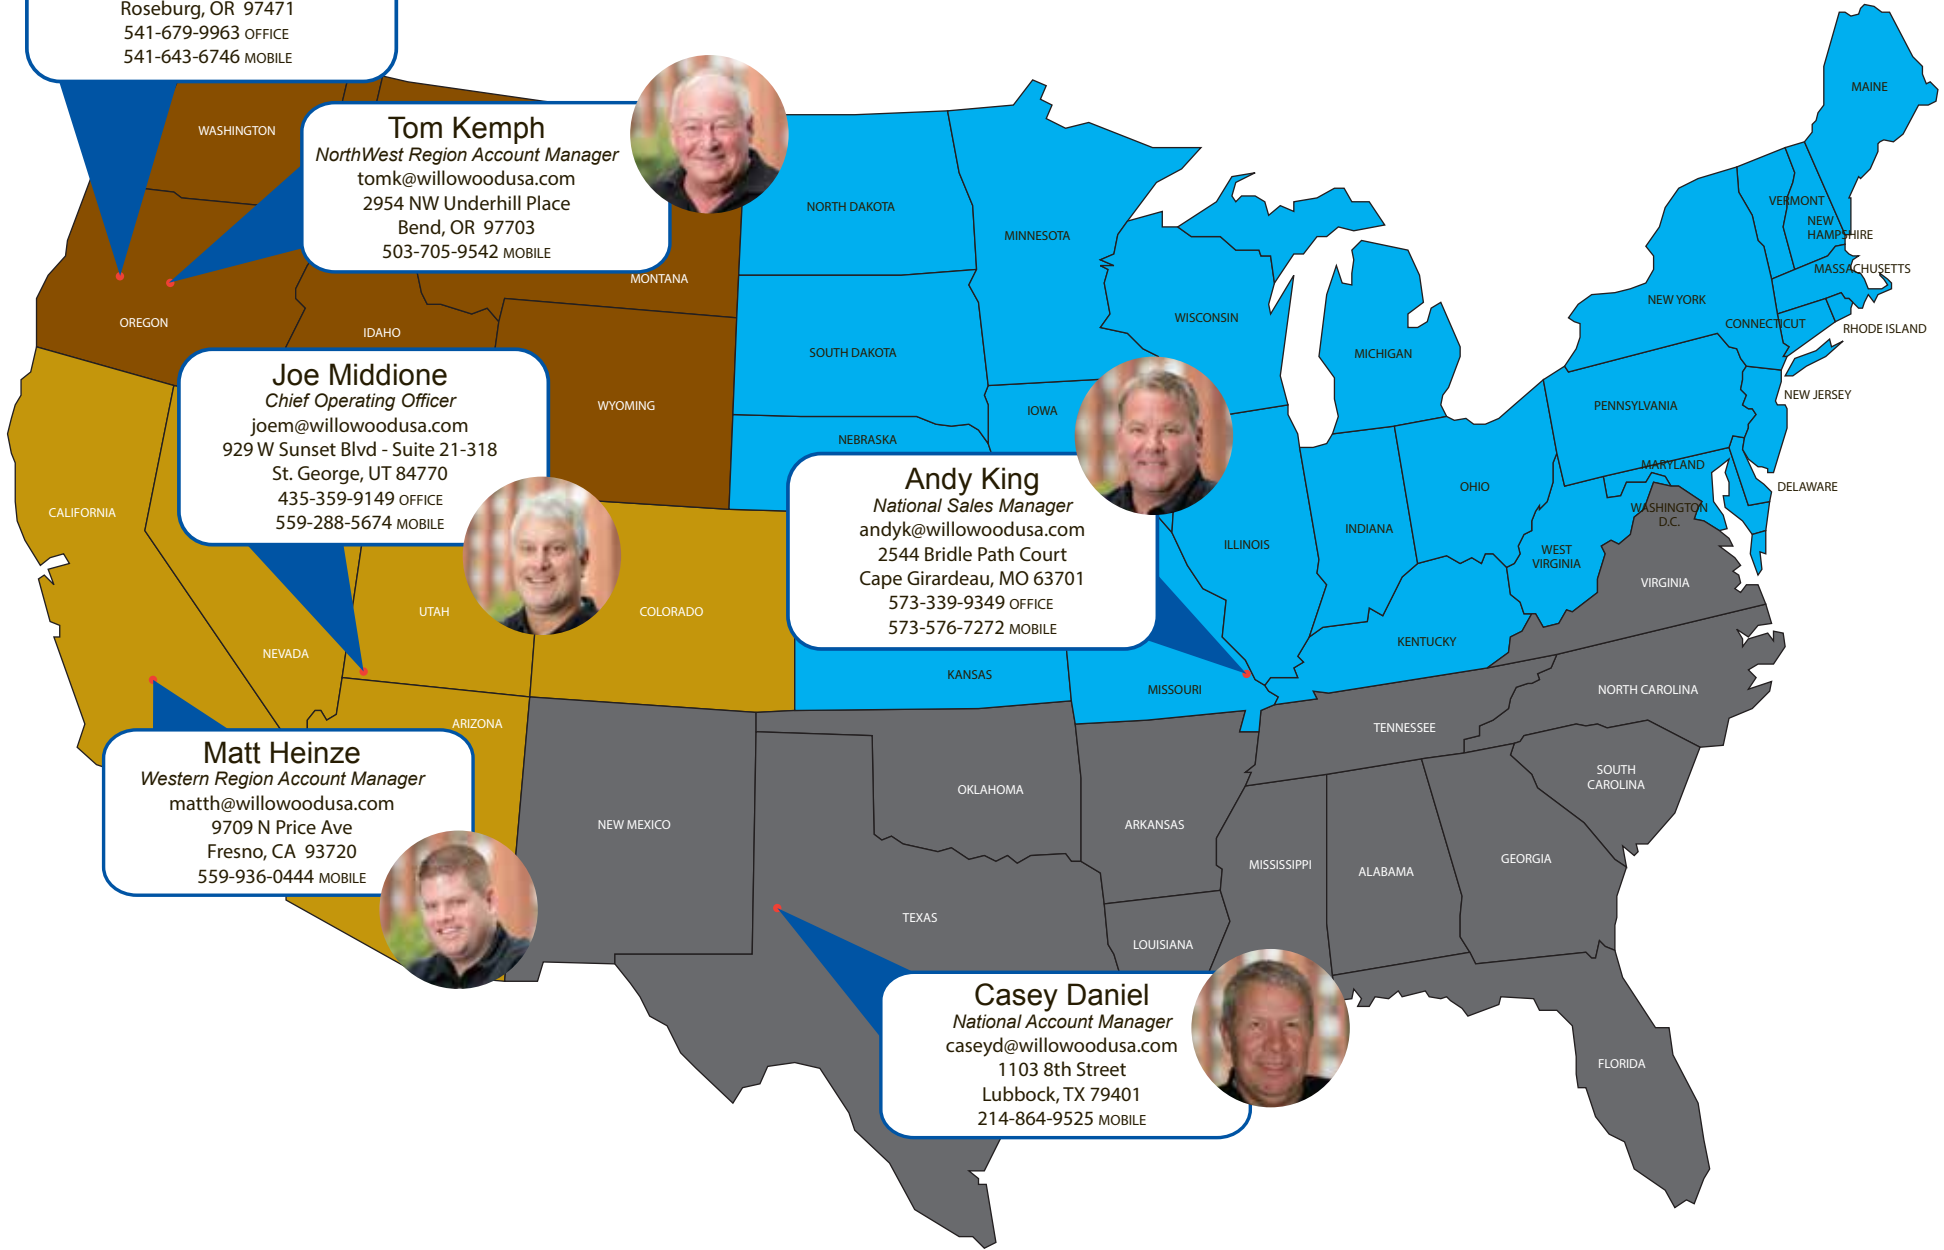 Roseburg, OR 97471
541-679-9963 OFFICE
541-643-6746 MOBILE
Tom Kemph
NorthWest Region Account Manager
tomk@willowoodusa.com
2954 NW Underhill Place
Bend, OR 97703
503-705-9542 MOBILE
Joe Middione
Chief Operating Officer
joem@willowoodusa.com
929 W Sunset Blvd - Suite 21-318
St. George, UT 84770
435-359-9149 OFFICE
559-288-5674 MOBILE
Andy King
National Sales Manager
andyk@willowoodusa.com
2544 Bridle Path Court
Cape Girardeau, MO 63701
573-339-9349 OFFICE
573-576-7272 MOBILE
Matt Heinze
Western Region Account Manager
matth@willowoodusa.com
9709 N Price Ave
Fresno, CA 93720
559-936-0444 MOBILE
Casey Daniel
National Account Manager
caseyd@willowoodusa.com
1103 8th Street
Lubbock, TX 79401
214-864-9525 MOBILE
WASHINGTON
OREGON
IDAHO
MONTANA
WYOMING
CALIFORNIA
NEVADA
UTAH
COLORADO
ARIZONA
NORTH DAKOTA
SOUTH DAKOTA
NEBRASKA
KANSAS
MINNESOTA
IOWA
MISSOURI
WISCONSIN
ILLINOIS
MICHIGAN
INDIANA
OHIO
KENTUCKY
WEST
VIRGINIA
PENNSYLVANIA
NEW YORK
MAINE
VERMONT
NEW
HAMPSHIRE
MASSACHUSETTS
CONNECTICUT
RHODE ISLAND
NEW JERSEY
MARYLAND
DELAWARE
WASHINGTON
D.C.
VIRGINIA
NORTH CAROLINA
TENNESSEE
SOUTH
CAROLINA
NEW MEXICO
OKLAHOMA
TEXAS
ARKANSAS
LOUISIANA
MISSISSIPPI
ALABAMA
GEORGIA
FLORIDA